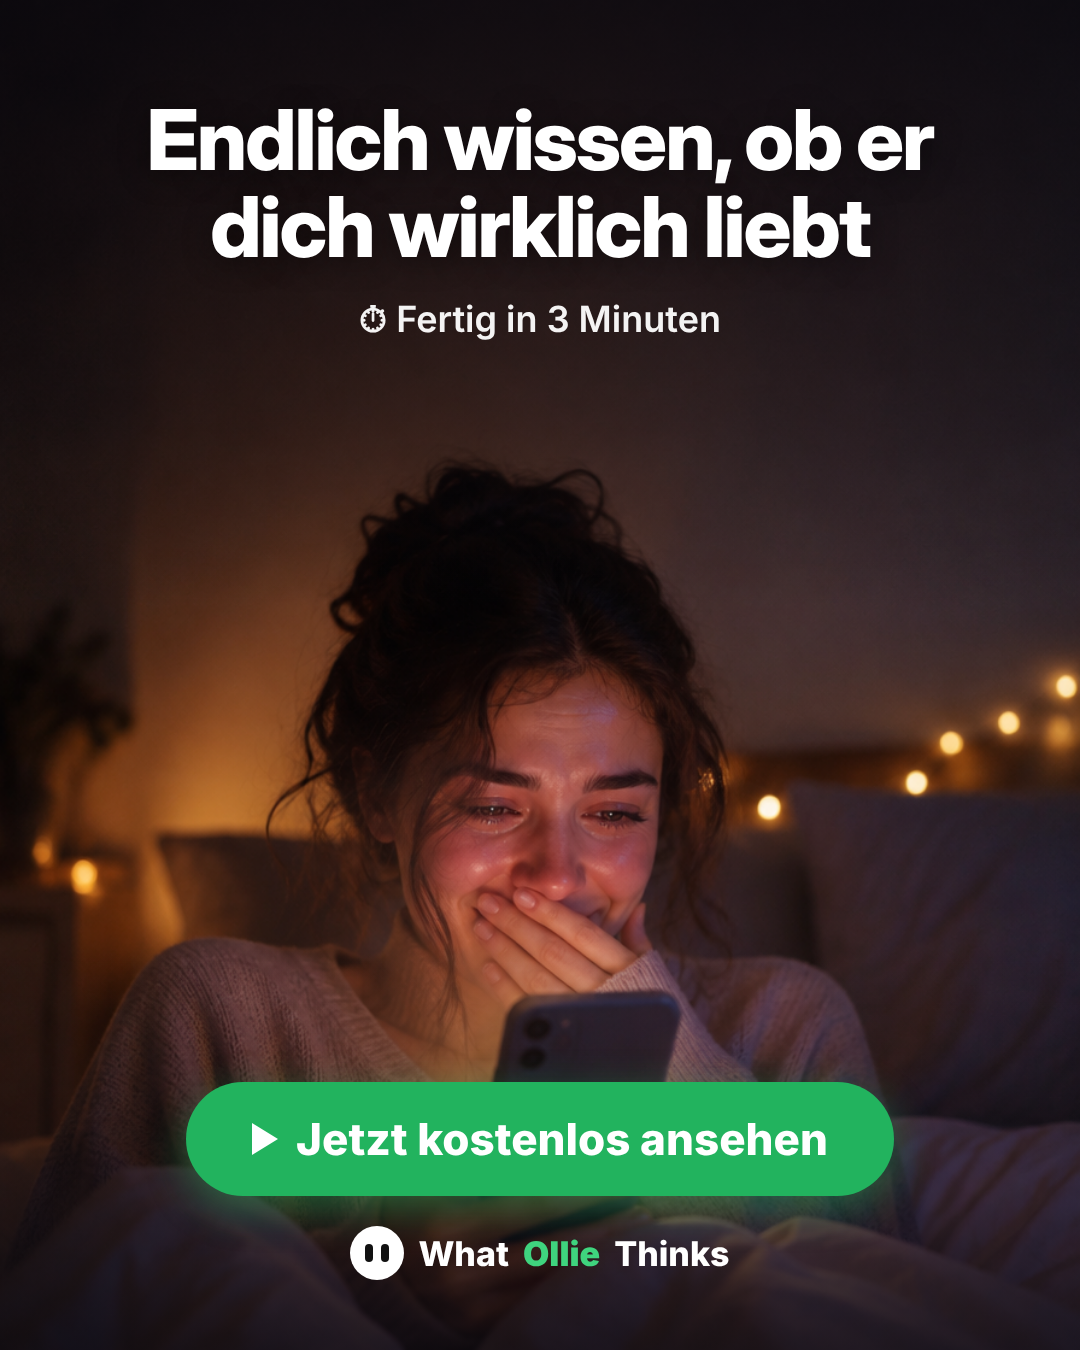 Endlich wissen, ob er
dich wirklich liebt
⏱ Fertig in 3 Minuten
▶ Jetzt kostenlos ansehen
What Ollie Thinks